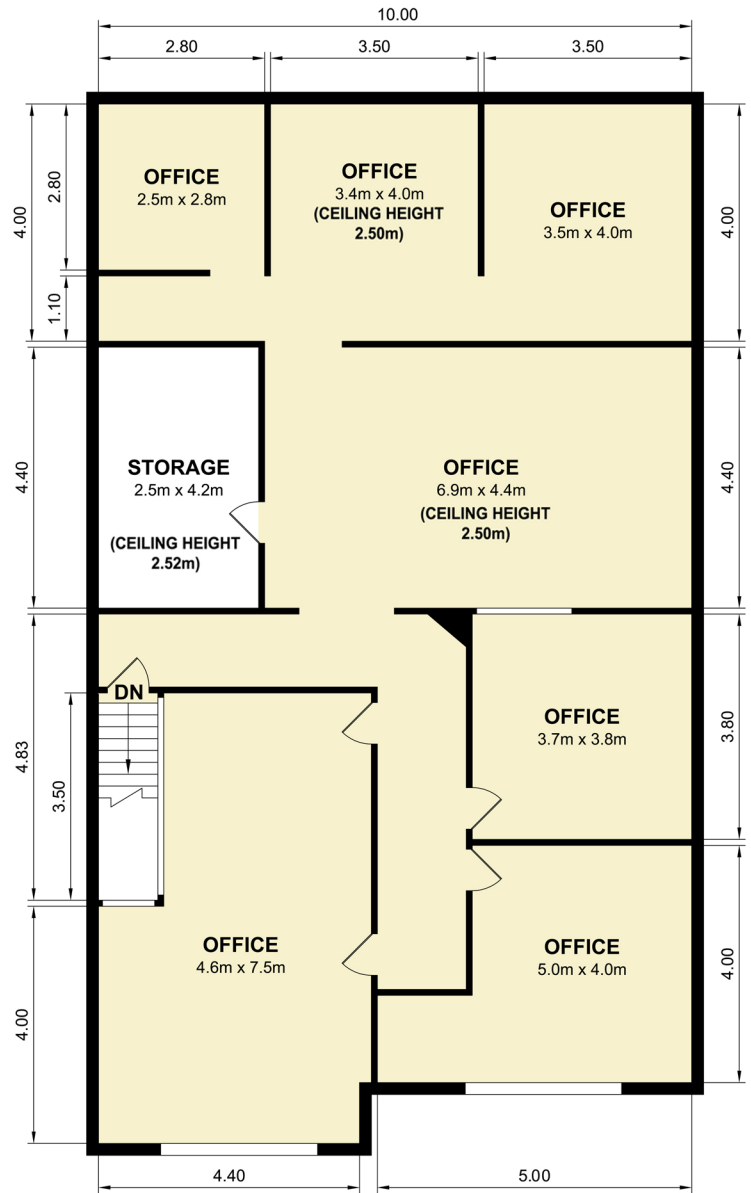 10.00
2.80
3.50
3.50
4.00
2.80
1.10
4.00
OFFICE
2.5m x 2.8m
OFFICE
3.4m x 4.0m
(CEILING HEIGHT
2.50m)
OFFICE
3.5m x 4.0m
4.40
STORAGE
2.5m x 4.2m
(CEILING HEIGHT
2.52m)
OFFICE
6.9m x 4.4m
(CEILING HEIGHT
2.50m)
4.40
4.83
3.50
DN
OFFICE
3.7m x 3.8m
3.80
4.00
OFFICE
4.6m x 7.5m
OFFICE
5.0m x 4.0m
4.00
4.40
5.00